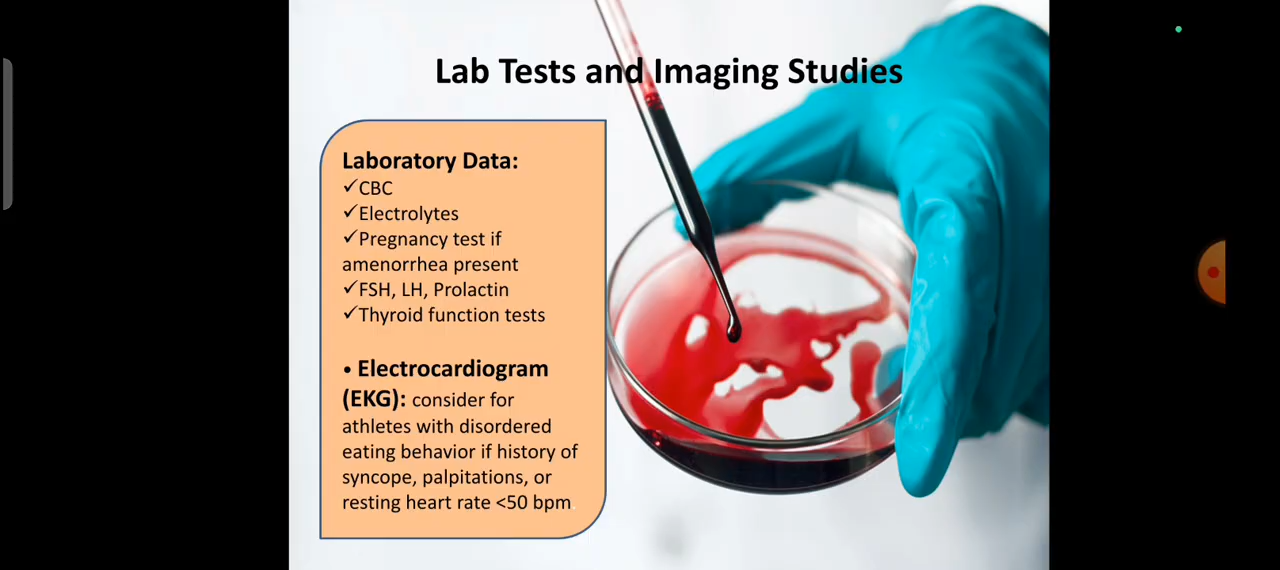 Lab Tests and Imaging Studies
Laboratory Data:
✓CBC
✓Electrolytes
✓Pregnancy test if
amenorrhea present
✓FSH, LH, Prolactin
✓Thyroid function tests
• Electrocardiogram
(EKG): consider for
athletes with disordered
eating behavior if history of
syncope, palpitations, or
resting heart rate <50 bpm